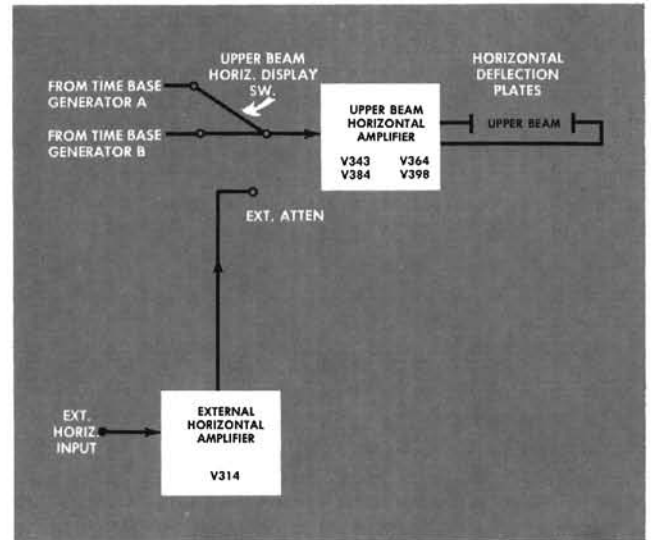 UPPER BEAM
HORIZ. DISPLAY
SW.
HORIZONTAL
DEFLECTION
PLATES
FROM TIME BASE
GENERATOR A
FROM TIME BASE
GENERATOR B
UPPER BEAM
HORIZONTAL
AMPLIFIER
V343 V364
V384 V398
UPPER BEAM
EXT. ATTEN
EXT.
HORIZ.
INPUT
EXTERNAL
HORIZONTAL
AMPLIFIER
V314